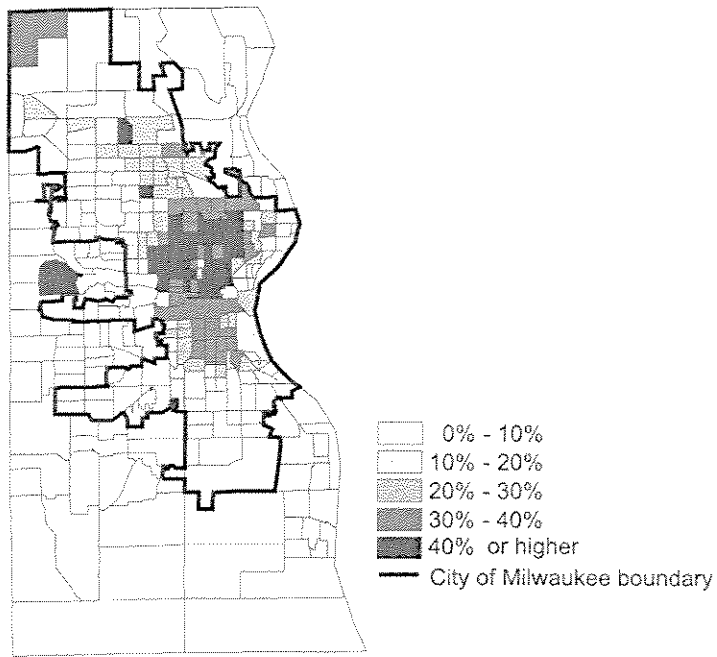 0% - 10%
10% - 20%
20% - 30%
30% - 40%
40% or higher
City of Milwaukee boundary